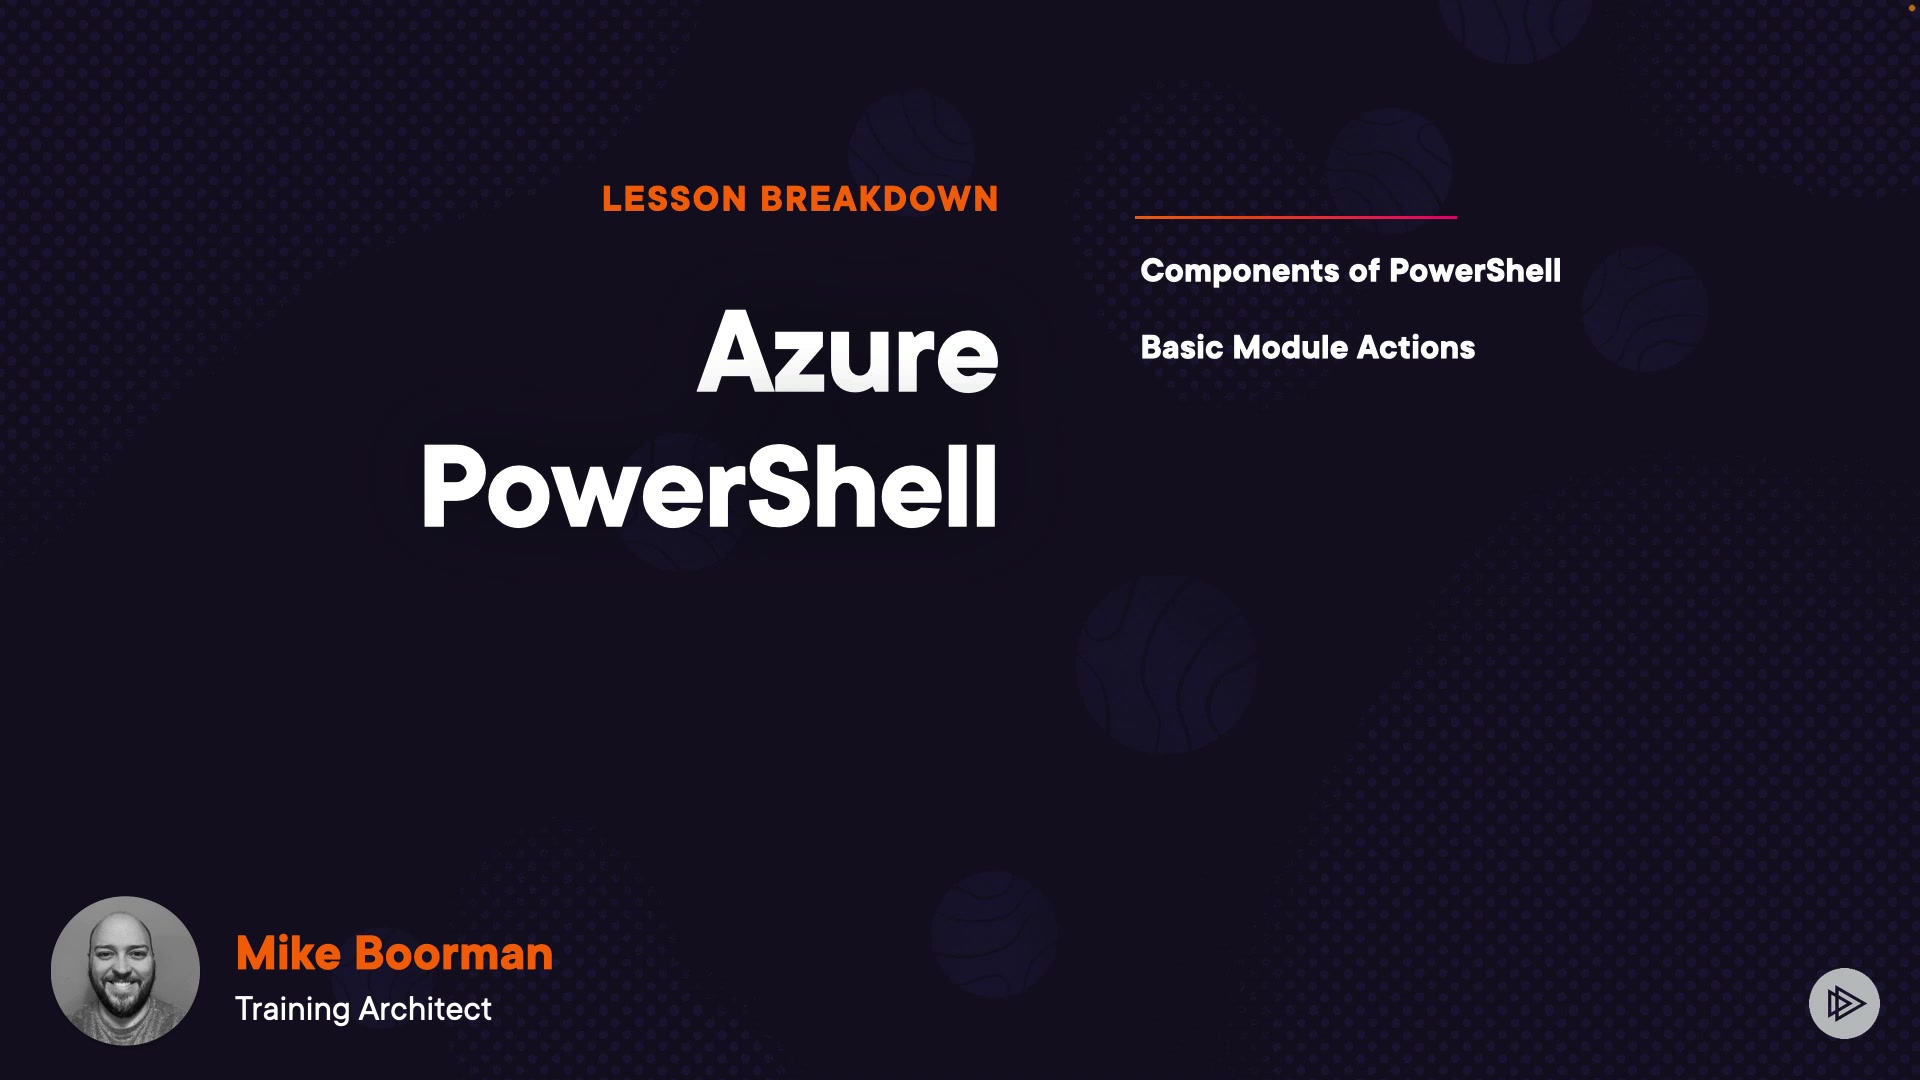 LESSON BREAKDOWN
Azure
PowerShell
Components of PowerShell
Basic Module Actions
Mike Boorman
Training Architect